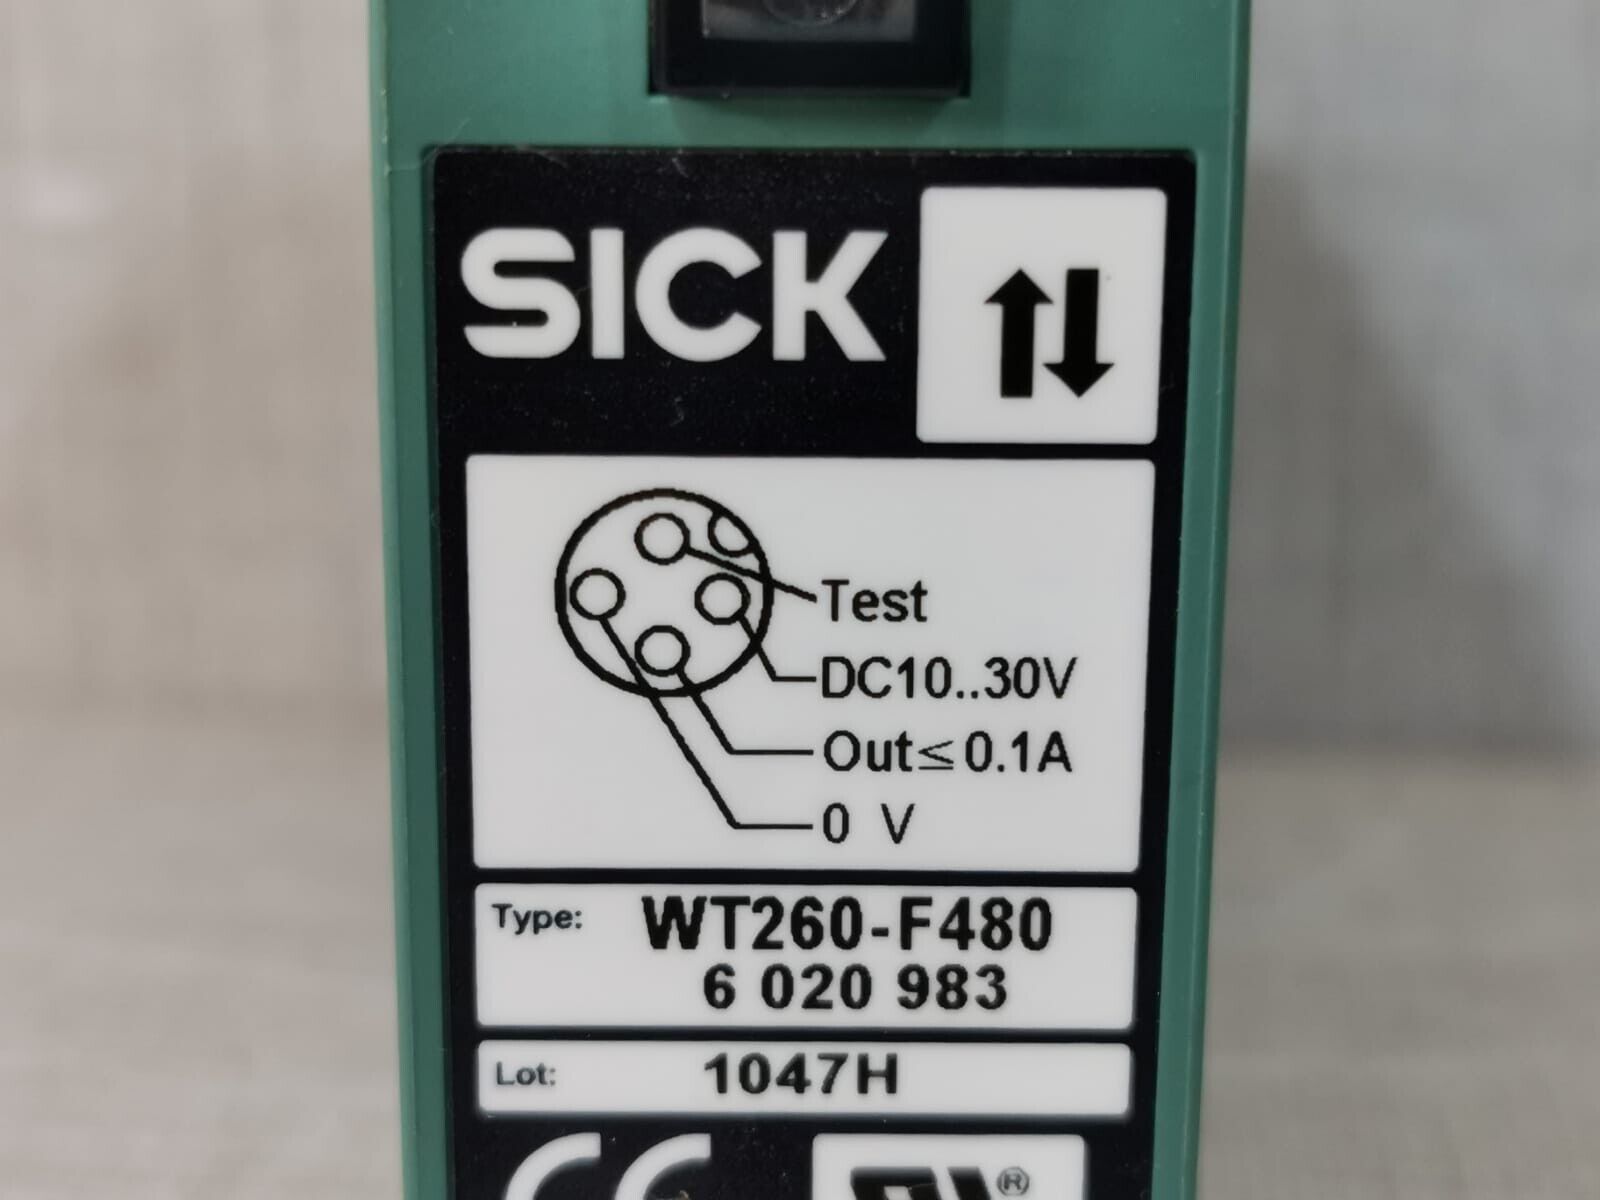 SICK
Test
DC10..30V
Out≤0.1A
0 V
Type: WT260-F480
6 020 983
Lot: 1047H
CE
®